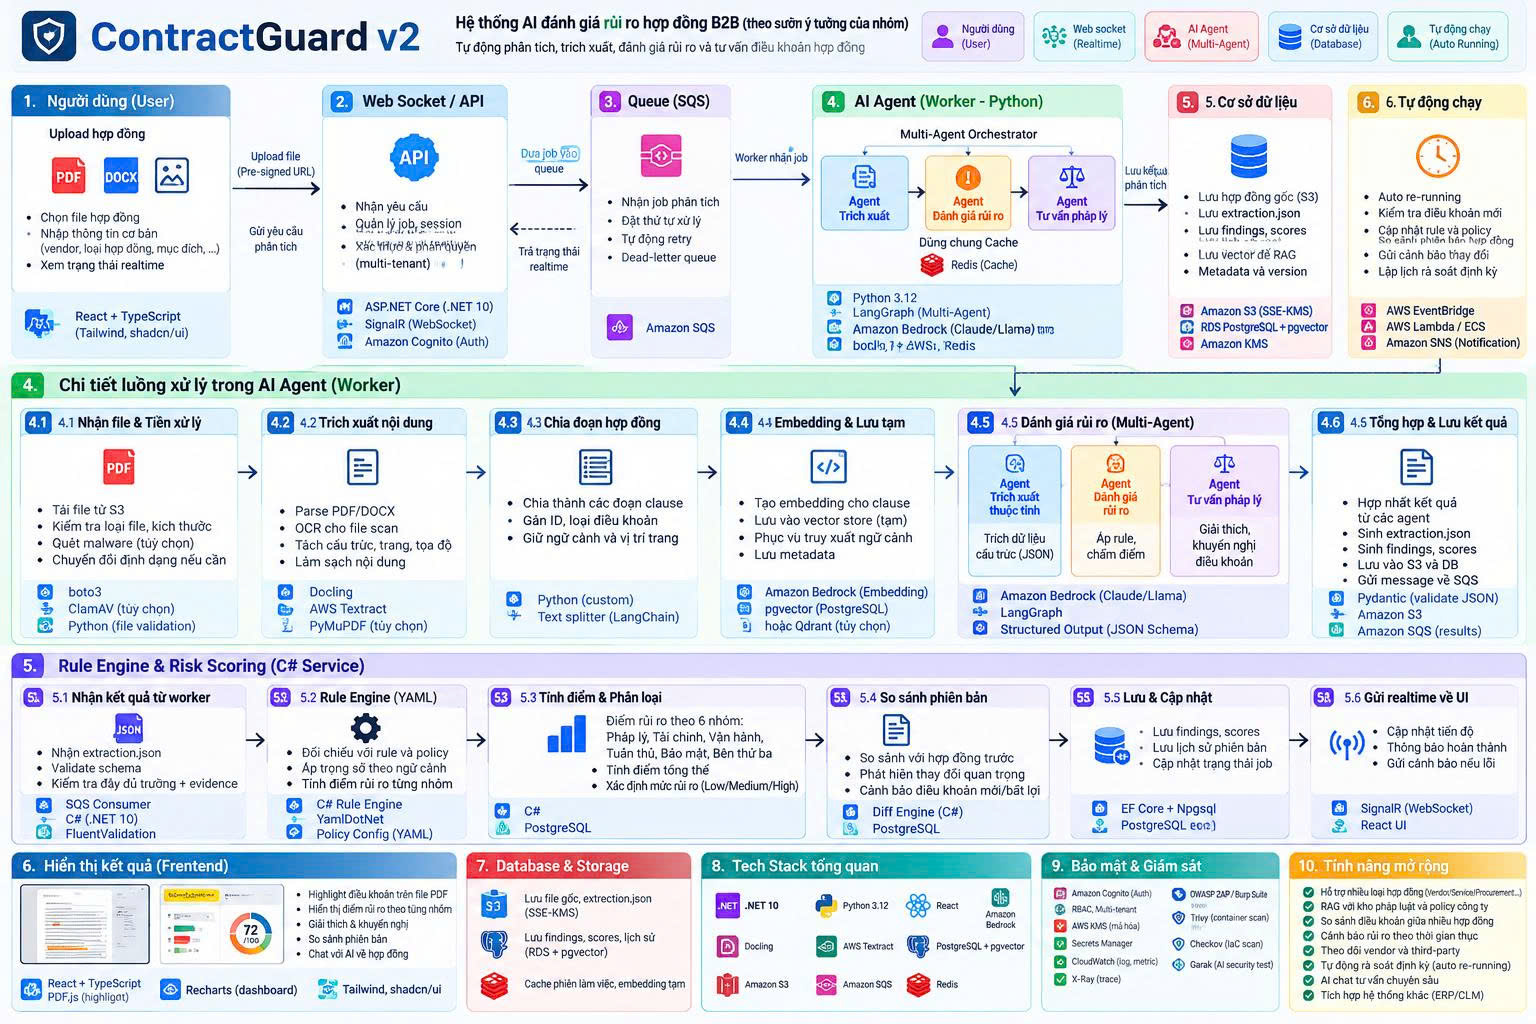 ContractGuard v2
Hệ thống AI đánh giá rủi ro hợp đồng B2B (theo sườn ý tưởng của nhóm)
Tự động phân tích, trích xuất, đánh giá rủi ro và tư vấn điều khoản hợp đồng
Người dùng
(User)
Web socket
(Realtime)
AI Agent
(Multi-Agent)
Cơ sở dữ liệu
(Database)
Tự động chạy
(Auto Running)
1. Người dùng (User)
Upload hợp đồng
PDF
DOCX
Chọn file hợp đồng
Nhập thông tin cơ bản
(vendor, loại hợp đồng, mục đích, ...)
Xem trạng thái realtime
React + TypeScript
(Tailwind, shadcn/ui)
Upload file
(Pre-signed URL)
Gửi yêu cầu
phân tích
2. Web Socket / API
API
Nhận yêu cầu
Quản lý job, session
Xác thực & phân quyền
(multi-tenant)
ASP.NET Core (.NET 10)
SignalR (WebSocket)
Amazon Cognito (Auth)
Đưa job vào
queue
Trả trạng thái
realtime
3. Queue (SQS)
Nhận job phân tích
Đặt thứ tự xử lý
Tự động retry
Dead-letter queue
Amazon SQS
Worker nhận job
4. AI Agent (Worker - Python)
Multi-Agent Orchestrator
Agent
Trích xuất
Agent
Đánh giá rủi ro
Agent
Tư vấn pháp lý
Dùng chung Cache
Redis (Cache)
Python 3.12
LangGraph (Multi-Agent)
Amazon Bedrock (Claude/Llama)
Redis
Lưu kết quả
phân tích
5. 5. Cơ sở dữ liệu
Lưu hợp đồng gốc (S3)
Lưu extraction.json
Lưu findings, scores
Lưu vector để RAG
Metadata và version
Amazon S3 (SSE-KMS)
RDS PostgreSQL + pgvector
Amazon KMS
6. 6. Tự động chạy
Auto re-running
Kiểm tra điều khoản mới
Cập nhật rule và policy
So sánh phiên bản hợp đồng
Gửi cảnh báo thay đổi
Lập lịch rà soát định kỳ
AWS EventBridge
AWS Lambda / ECS
Amazon SNS (Notification)
4. Chi tiết luồng xử lý trong AI Agent (Worker)
4.1 4.1 Nhận file & Tiền xử lý
PDF
Tải file từ S3
Kiểm tra loại file, kích thước
Quét malware (tùy chọn)
Chuyển đổi định dạng nếu cần
boto3
ClamAV (tùy chọn)
Python (file validation)
4.2 4.2 Trích xuất nội dung
Parse PDF/DOCX
OCR cho file scan
Tách cấu trúc, trang, tọa độ
Làm sạch nội dung
Docling
AWS Textract
PyMuPDF (tùy chọn)
4.3 4.3 Chia đoạn hợp đồng
Chia thành các đoạn clause
Gán ID, loại điều khoản
Giữ ngữ cảnh và vị trí trang
Python (custom)
Text splitter (LangChain)
4.4 4.4 Embedding & Lưu tạm
Tạo embedding cho clause
Lưu vào vector store (tạm)
Phục vụ truy xuất ngữ cảnh
Lưu metadata
Amazon Bedrock (Embedding)
pgvector (PostgreSQL)
hoặc Qdrant (tùy chọn)
4.5 4.5 Đánh giá rủi ro (Multi-Agent)
Agent
Trích xuất
thuộc tính
Trích dữ liệu
cấu trúc (JSON)
Agent
Đánh giá
rủi ro
Áp rule,
chấm điểm
Agent
Tư vấn pháp lý
Giải thích,
khuyến nghị
điều khoản
Amazon Bedrock (Claude/Llama)
LangGraph
Structured Output (JSON Schema)
4.6 4.5 Tổng hợp & Lưu kết quả
Hợp nhất kết quả
từ các agent
Sinh extraction.json
Sinh findings, scores
Lưu vào S3 và DB
Gửi message về SQS
Pydantic (validate JSON)
Amazon S3
Amazon SQS (results)
5. Rule Engine & Risk Scoring (C# Service)
5.1 Nhận kết quả từ worker
JSON
Nhận extraction.json
Validate schema
Kiểm tra đầy đủ trường + evidence
SQS Consumer
C# (.NET 10)
FluentValidation
5.2 Rule Engine (YAML)
Đối chiếu với rule và policy
Áp trọng số theo ngữ cảnh
Tính điểm rủi ro từng nhóm
C# Rule Engine
YamlDotNet
Policy Config (YAML)
5.3 Tính điểm & Phân loại
Điểm rủi ro theo 6 nhóm:
Pháp lý, Tài chính, Vận hành,
Tuân thủ, Bảo mật, Bên thứ ba
Tính điểm tổng thể
Xác định mức rủi ro (Low/Medium/High)
C#
PostgreSQL
5.4 So sánh phiên bản
So sánh với hợp đồng trước
Phát hiện thay đổi quan trọng
Cảnh báo điều khoản mới/bất lợi
Diff Engine (C#)
PostgreSQL
5.5 Lưu & Cập nhật
Lưu findings, scores
Lưu lịch sử phiên bản
Cập nhật trạng thái job
EF Core + Npgsql
PostgreSQL
5.6 Gửi realtime về UI
Cập nhật tiến độ
Thông báo hoàn thành
Gửi cảnh báo nếu lỗi
SignalR (WebSocket)
React UI
6. Hiển thị kết quả (Frentend)
72
/100
Highlight điều khoản trên file PDF
Hiển thị điểm rủi ro theo từng nhóm
Giải thích & khuyến nghị
So sánh phiên bản
Chat với AI về hợp đồng
React + TypeScript
PDF.js (highlight)
Recharts (dashboard)
Tailwind, shadcn/ui
7. Database & Storage
S3
Lưu file gốc, extrection.json
(SSE-KMS)
Lưu findings, scores, lịch sử
(RDS + pgvector)
Cache phiên làm việc, embedding tạm
8. Tech Stack tổng quan
.NET
.NET 10
Python 3.12
React
Amazon
Bedrock
Docling
AWS Textract
PostgreSQL + pgvector
Amazon S3
Amazon SQS
Redis
9. Bảo mật & Giám sát
Amazon Cognito (Auth)
RBAC, Multi-tenant
AWS KMS (mã hóa)
Secrets Manager
CloudWatch (log, metric)
X-Ray (trace)
OWASP ZAP / Burp Suite
Trivy (container scan)
Checkov (IaC scan)
Garak (AI security test)
10. Tính năng mở rộng
Hỗ trợ nhiều loại hợp đồng (Vendor/Service/Procurement...)
RAG với kho pháp luật và policy công ty
So sánh điều khoản giữa nhiều hợp đồng
Cảnh báo rủi ro theo thời gian thực
Theo dõi vendor và third-party
Tự động rà soát định kỳ (auto re-running)
AI chat tư vấn chuyên sâu
Tích hợp hệ thống khác (ERP/CLM)